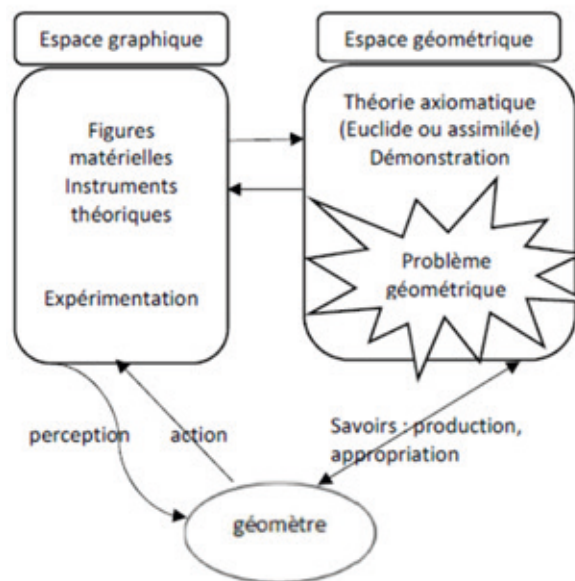 Espace graphique
Espace géométrique
Figures
matérielles
Instruments
théoriques
Expérimentation
Théorie axiomatique
(Euclide ou assimilée)
Démonstration
Problème
géométrique
perception
action
Savoirs : production,
appropriation
géomètre